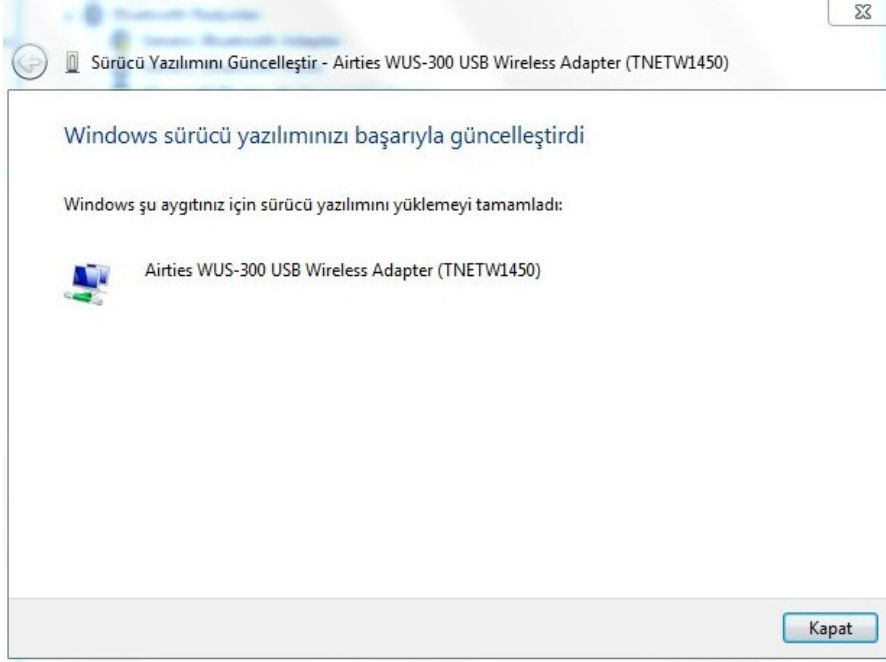 Sürücü Yazılımını Güncelleştir - Airties WUS-300 USB Wireless Adapter (TNETW1450)
Windows sürücü yazılımınızı başarıyla güncelleştirdi
Windows şu aygıtınız için sürücü yazılımını yüklemeyi tamamladı:
Airties WUS-300 USB Wireless Adapter (TNETW1450)
Kapat